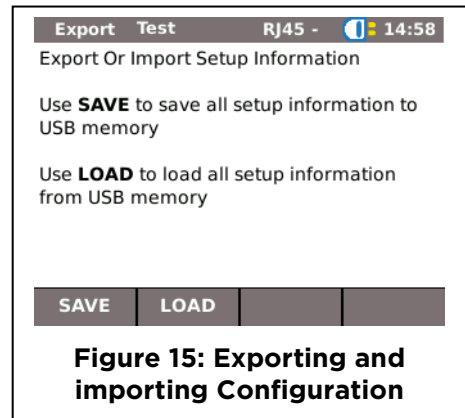 Export Test RJ45 - 14:58
Export Or Import Setup Information
Use SAVE to save all setup information to
USB memory
Use LOAD to load all setup information
from USB memory
SAVE LOAD
Figure 15: Exporting and
importing Configuration